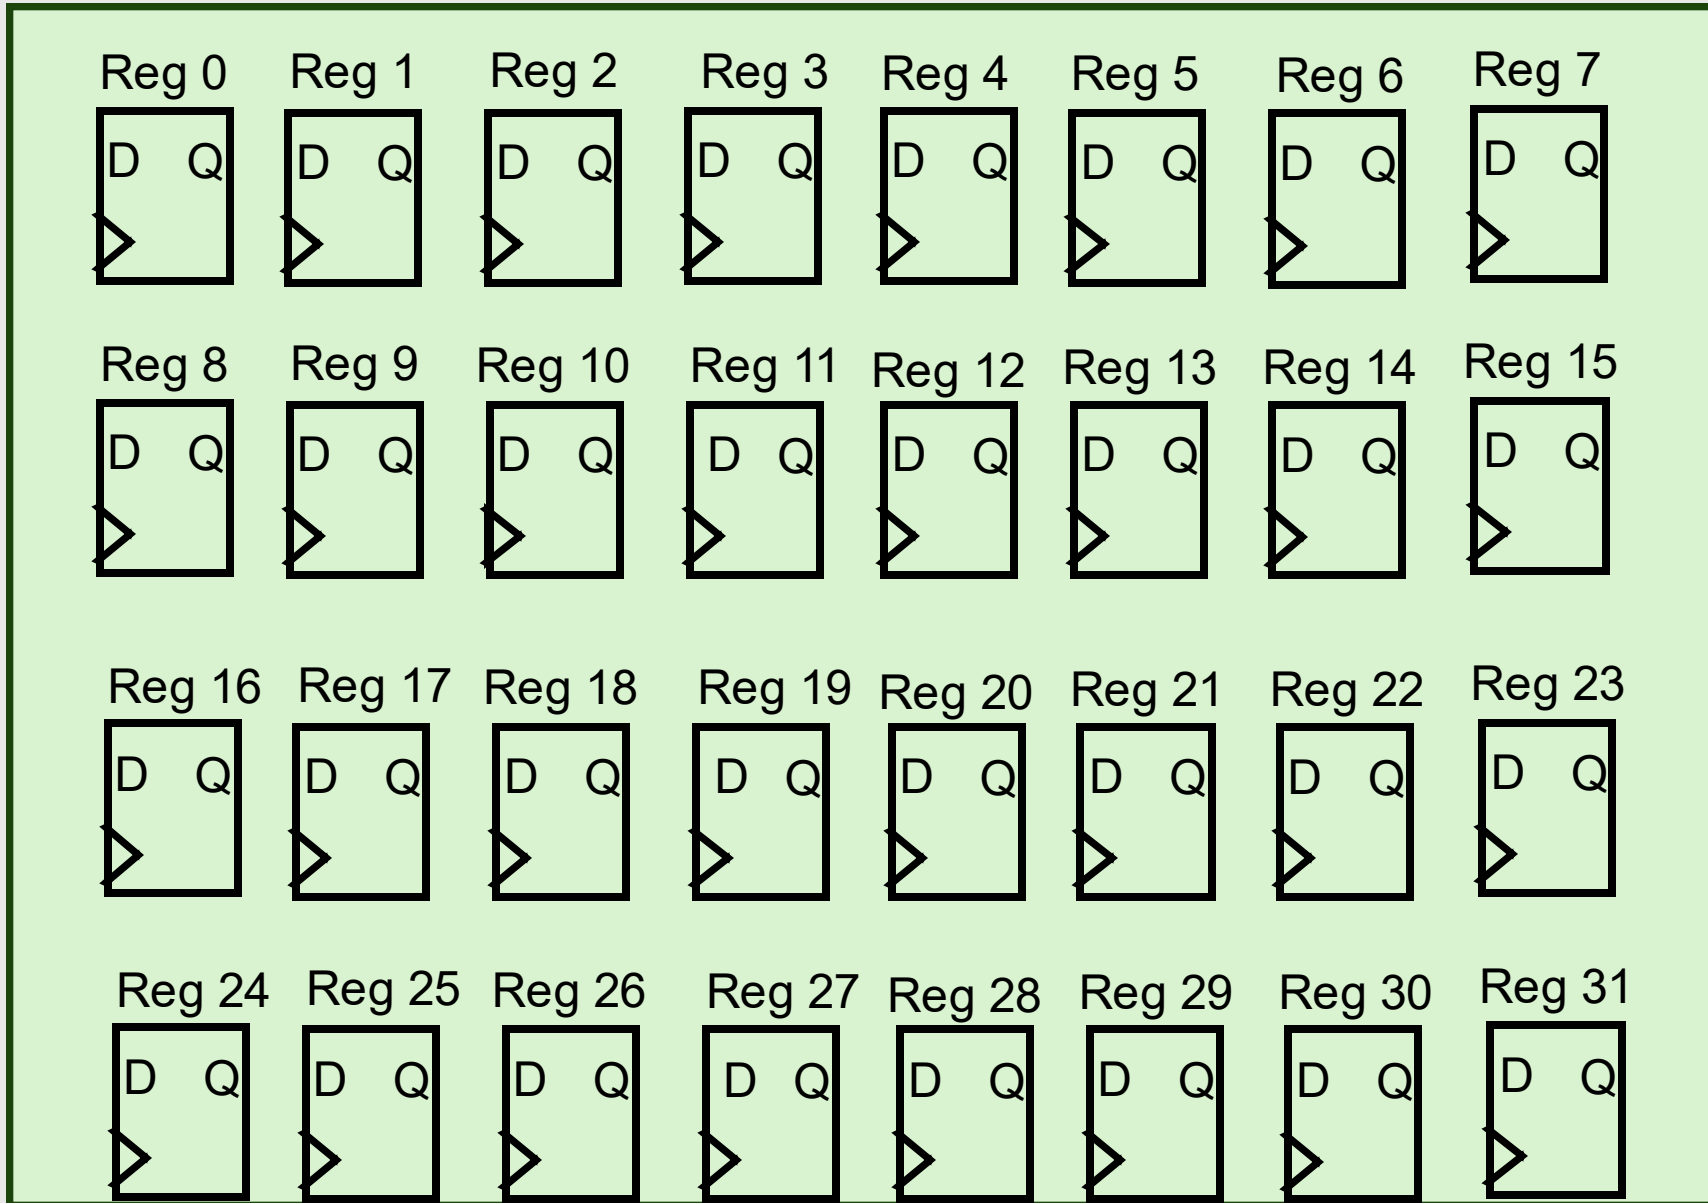 Reg 0 Reg 1 Reg 2 Reg 3 Reg 4 Reg 5 Reg 6 Reg 7
D Q D Q D Q D Q D Q D Q D Q D Q
Reg 8 Reg 9 Reg 10 Reg 11 Reg 12 Reg 13 Reg 14 Reg 15
D Q D Q D Q D Q D Q D Q D Q D Q
Reg 16 Reg 17 Reg 18 Reg 19 Reg 20 Reg 21 Reg 22 Reg 23
D Q D Q D Q D Q D Q D Q D Q D Q
Reg 24 Reg 25 Reg 26 Reg 27 Reg 28 Reg 29 Reg 30 Reg 31
D Q D Q D Q D Q D Q D Q D Q D Q